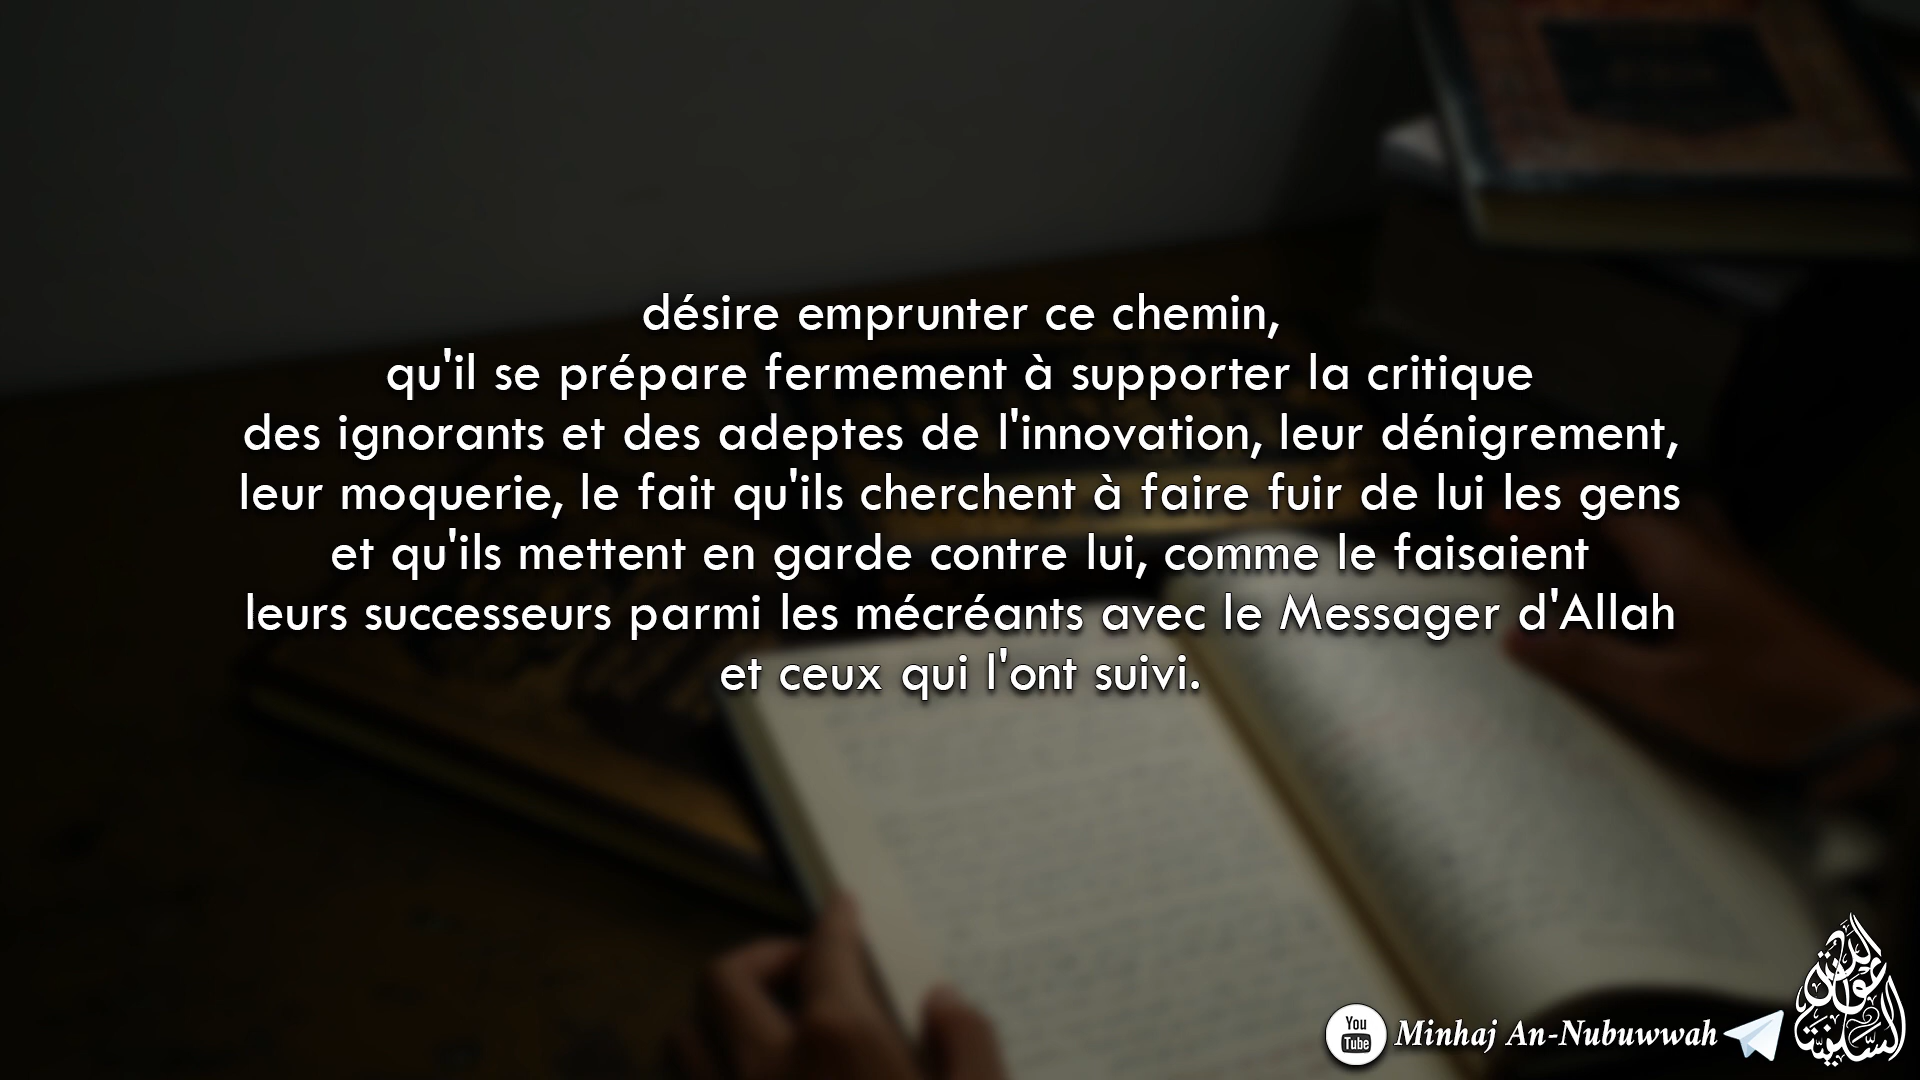 désire emprunter ce chemin,
qu'il se prépare fermement à supporter la critique
des ignorants et des adeptes de l'innovation, leur dénigrement,
leur moquerie, le fait qu'ils cherchent à faire fuir de lui les gens
et qu'ils mettent en garde contre lui, comme le faisaient
leurs successeurs parmi les mécréants avec le Messager d'Allah
et ceux qui l'ont suivi.
You
Tube
Minhaj An-Nubuwwah